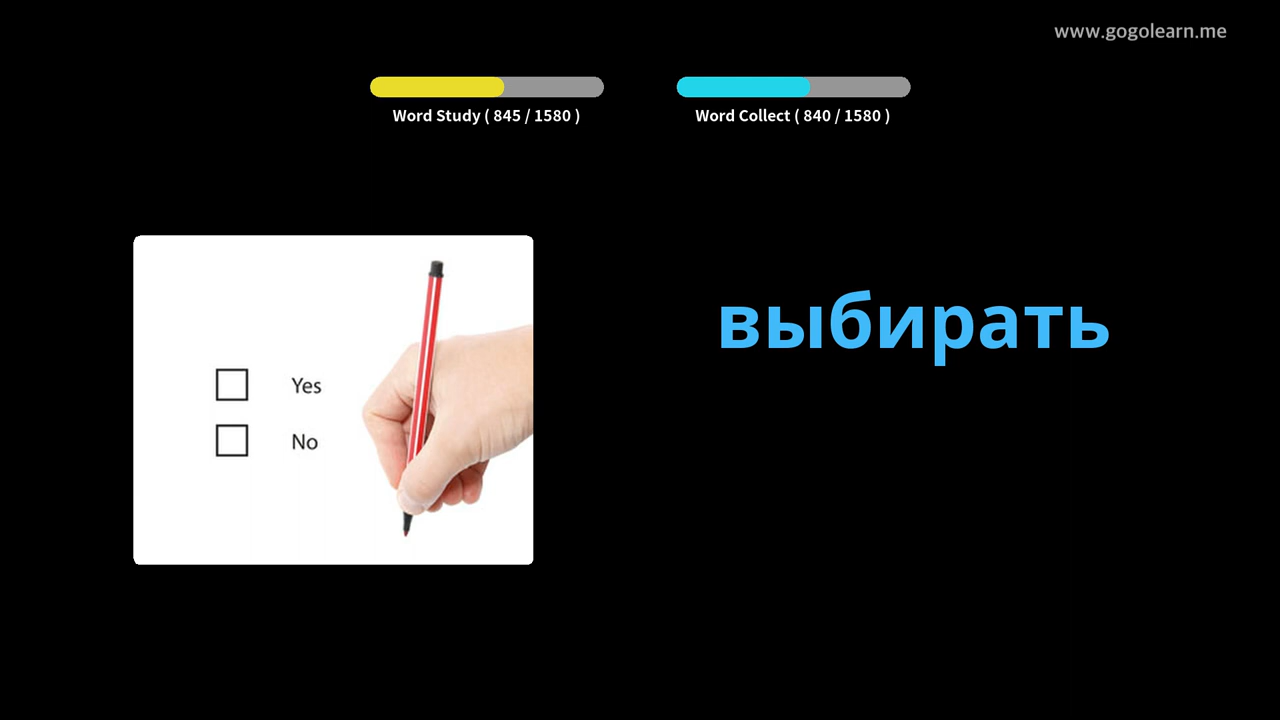 www.gogolearn.me
Word Study ( 845 / 1580 )
Word Collect ( 840 / 1580 )
Yes
No
выбирать